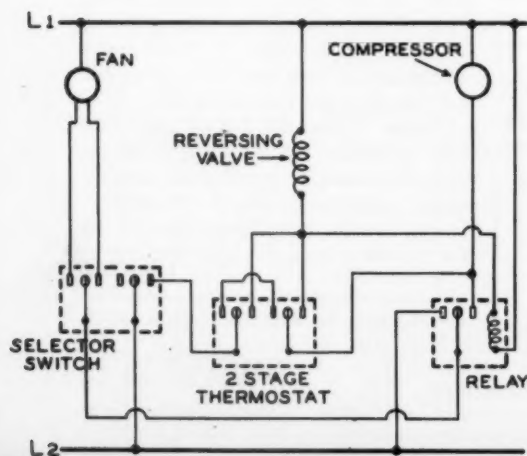 L1
FAN
COMPRESSOR
REVERSING
VALVE
SELECTOR
SWITCH
2 STAGE
THERMOSTAT
RELAY
L2